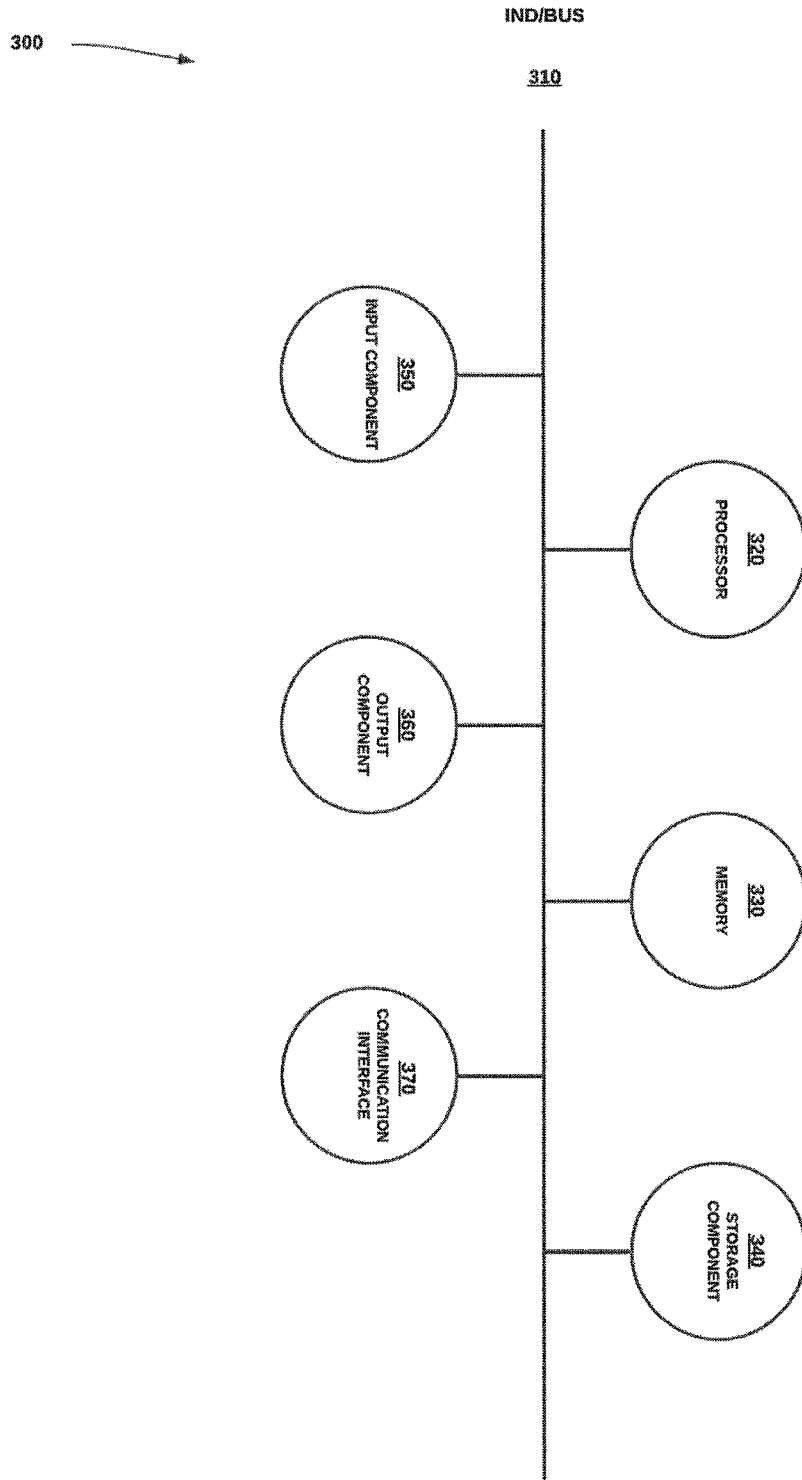 300
IND/BUS
310
350
INPUT COMPONENT
320
PROCESSOR
360
OUTPUT
COMPONENT
330
MEMORY
370
COMMUNICATION
INTERFACE
340
STORAGE
COMPONENT